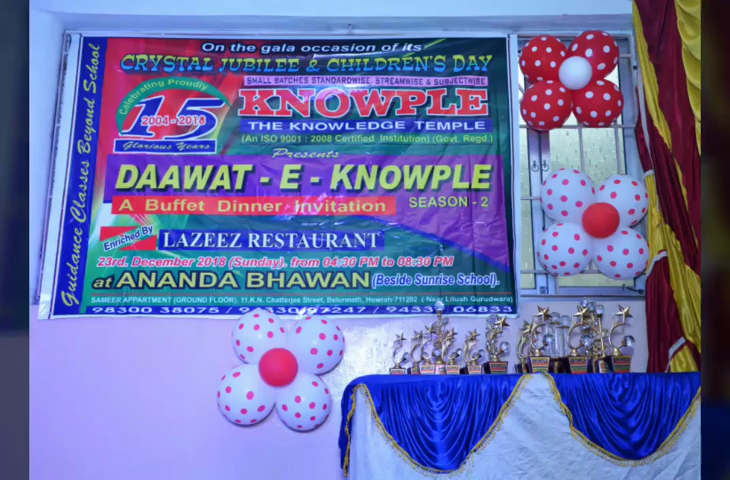 On the gala occasion of its
CRYSTAL JUBILEE & CHILDREN'S DAY
Guidance Classes Beyond School
Celebrating Proudly
15
2004-2018
Glorious Years
SMALL BATCHES STANDARDWISE, STREAMWISE & SUBJECTWISE
KNOWPLE
THE KNOWLEDGE TEMPLE
(An ISO 9001 : 2008 Certified Institution) (Govt. Regd.)
Presents
DAAWAT - E - KNOWPLE
A Buffet Dinner Invitation
SEASON - 2
Enriched By
LAZEEZ RESTAURANT
23rd. December 2018 (Sunday), from 04:30 PM to 08:30 PM
at ANANDA BHAWAN (Beside Sunrise School).
SAMEER APPARTMENT (GROUND FLOOR), 11,K.N. Chatterjee Street, Belurmath, Howrah-711202 ( Near Liluah Gurudwara)
98300 38075 /